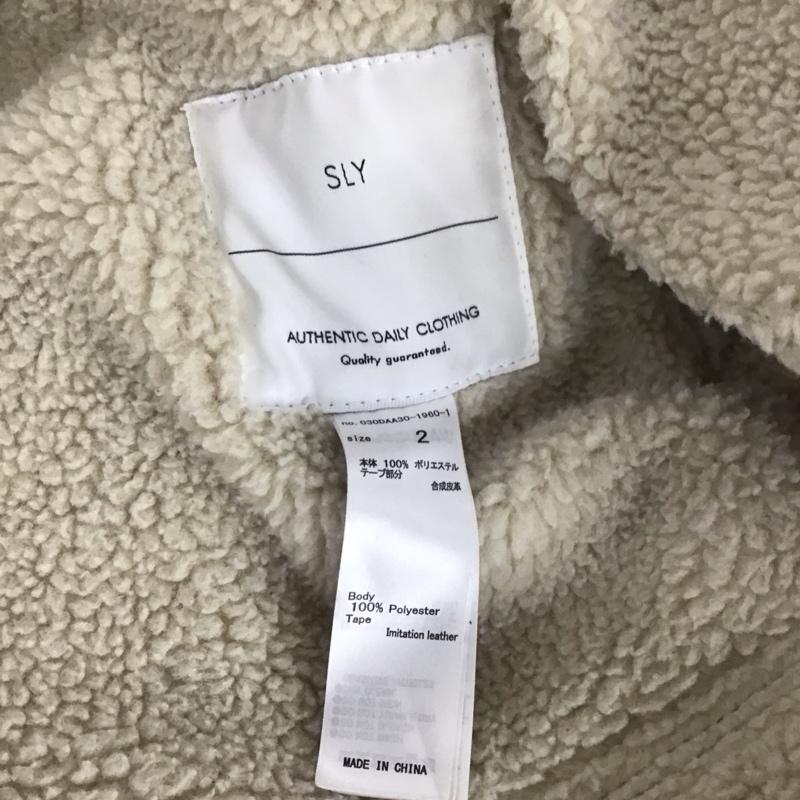 SLY
AUTHENTIC DAILY CLOTHING
Quality guaranteed.
no. 030DAA30-1960-1
size 2
本体 100% ポリエステル
テープ部分
合成皮革
Body
100% Polyester
Tape
Imitation leather
MADE IN CHINA